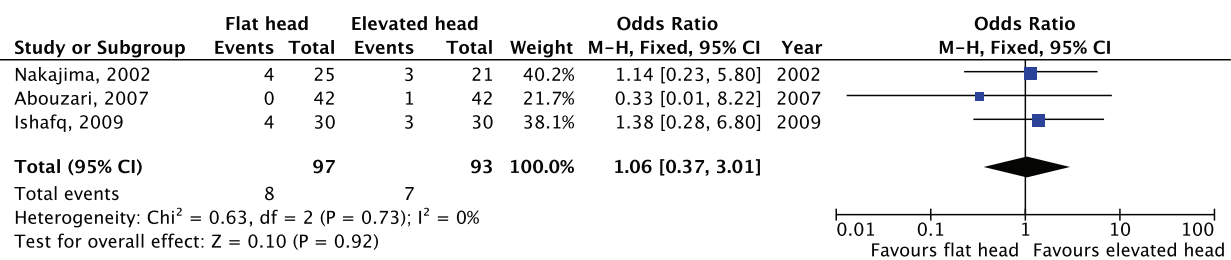 Flat head Elevated head Odds Ratio Odds Ratio
Study or Subgroup Events Total Events Total Weight M-H, Fixed, 95% CI Year M-H, Fixed, 95% CI
Nakajima, 2002 4 25 3 21 40.2% 1.14 [0.23, 5.80] 2002
Abouzari, 2007 0 42 1 42 21.7% 0.33 [0.01, 8.22] 2007
Ishafq, 2009 4 30 3 30 38.1% 1.38 [0.28, 6.80] 2009
Total (95% CI) 97 93 100.0% 1.06 [0.37, 3.01]
Total events 8 7
Heterogeneity: Chi² = 0.63, df = 2 (P = 0.73); I² = 0%
Test for overall effect: Z = 0.10 (P = 0.92)
0.01 0.1 1 10 100
Favours flat head Favours elevated head